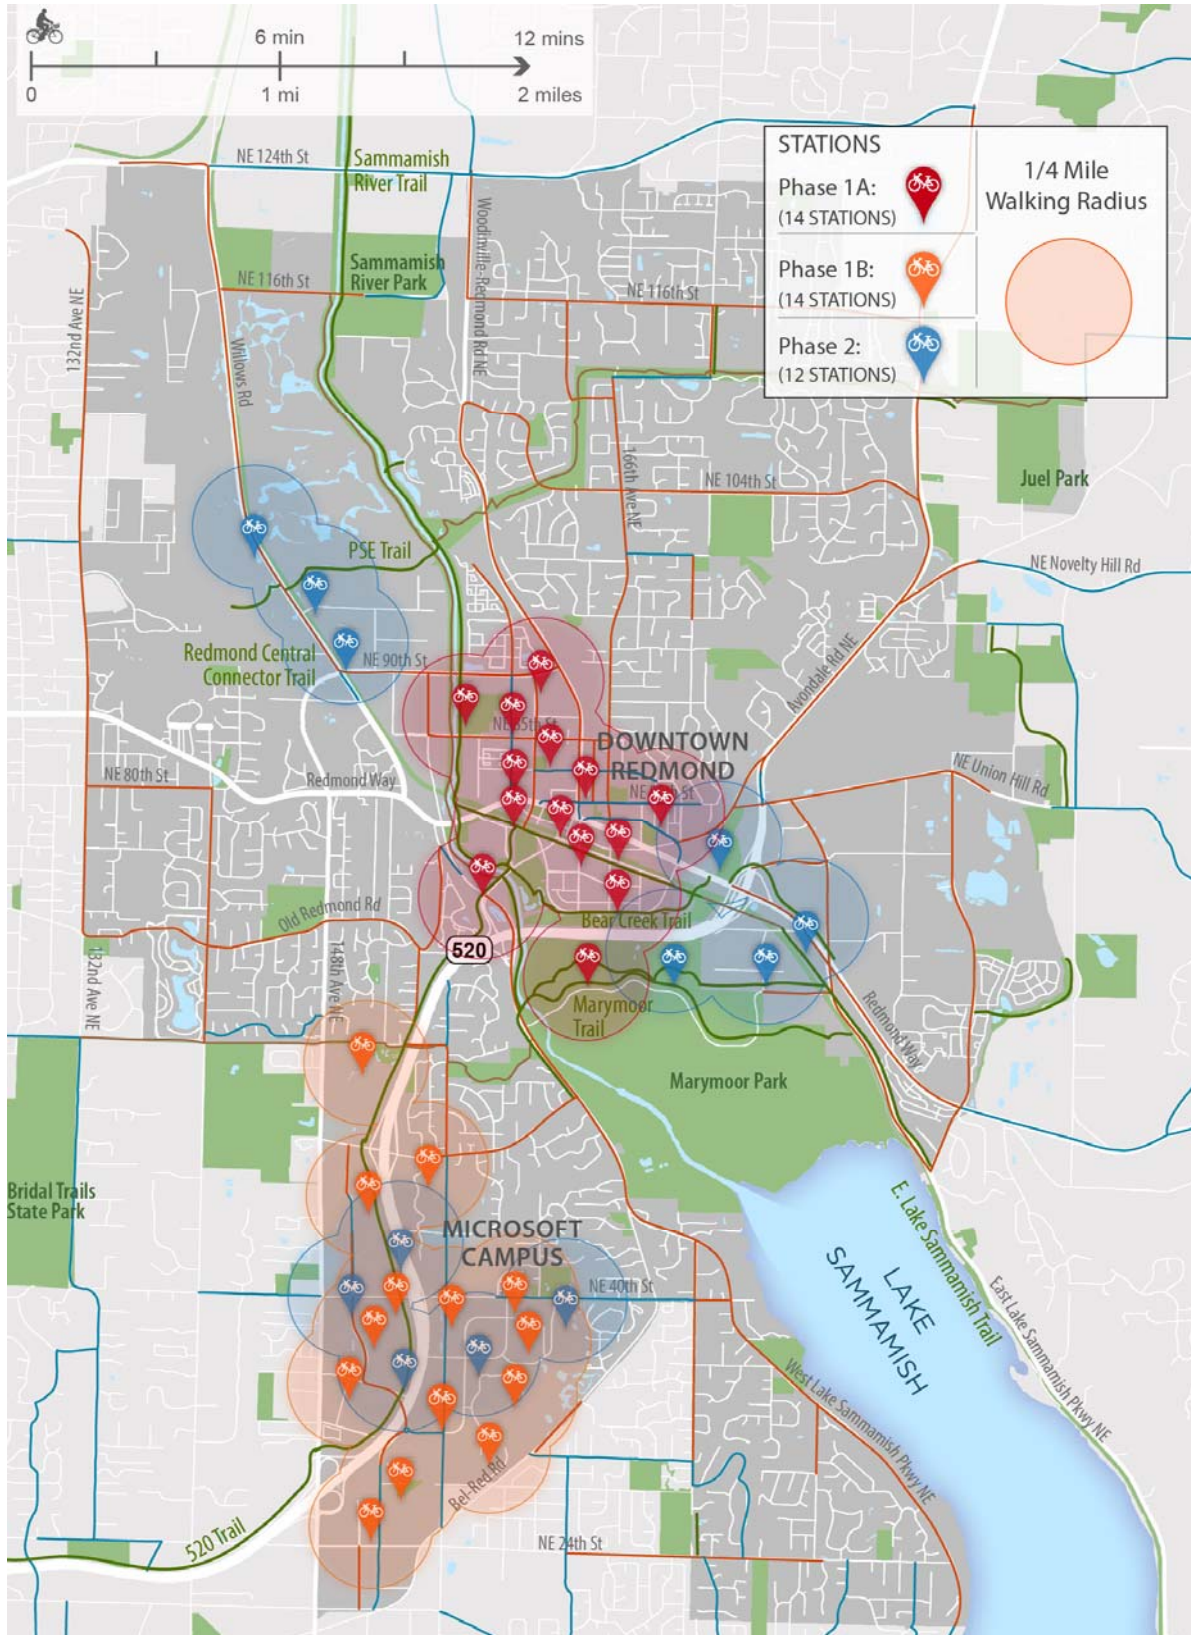 6 min
12 mins
0
1 mi
2 miles
STATIONS
Phase 1A:
(14 STATIONS)
Phase 1B:
(14 STATIONS)
Phase 2:
(12 STATIONS)
1/4 Mile
Walking Radius
NE 124th St
Sammamish
River Trail
Woodinville-Redmond Rd NE
Sammamish
River Park
NE 116th St
NE 116th St
132nd Ave NE
Willows Rd
166th Ave NE
NE 104th St
Juel Park
PSE Trail
NE Novelty Hill Rd
Redmond Central
Connector Trail
NE 90th St
Avondale Rd NE
NE 85th St
DOWNTOWN
REDMOND
NE 80th St
Redmond Way
NE Union Hill Rd
St
Old Redmond Rd
Bear Creek Trail
520
132nd Ave NE
148th Ave NE
Marymoor
Trail
Redmond Way
Marymoor Park
Bridal Trails
State Park
E. Lake Sammamish Trail
MICROSOFT
CAMPUS
NE 40th St
LAKE
SAMMAMISH
East Lake Sammamish Pkwy NE
West Lake Sammamish Pkwy NE
Bel-Red Rd
520 Trail
NE 24th St